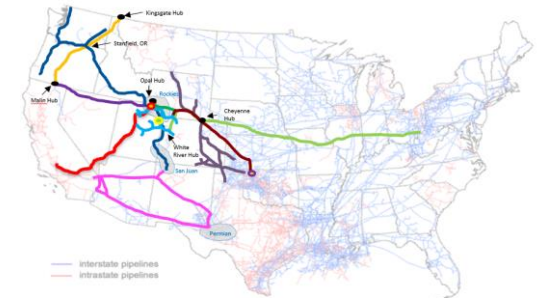 Kingsgate Hub
Stanfield, OR
Opal Hub
Rockies
Malin Hub
Cheyenne
Hub
White
River Hub
San Juan
Permian
interstate pipelines
intrastate pipelines